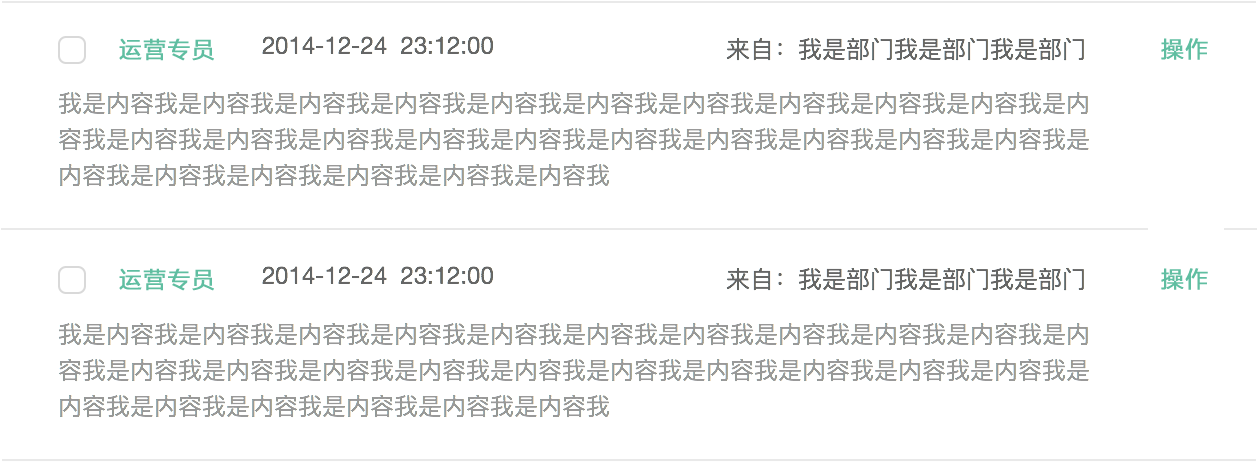 运营专员 2014-12-24 23:12:00 来自：我是部门我是部门我是部门 操作
我是内容我是内容我是内容我是内容我是内容我是内容我是内容我是内容我是内容我是内容我是内
容我是内容我是内容我是内容我是内容我是内容我是内容我是内容我是内容我是内容我是内容我是
内容我是内容我是内容我是内容我是内容我是内容我
运营专员 2014-12-24 23:12:00 来自：我是部门我是部门我是部门 操作
我是内容我是内容我是内容我是内容我是内容我是内容我是内容我是内容我是内容我是内容我是内
容我是内容我是内容我是内容我是内容我是内容我是内容我是内容我是内容我是内容我是内容我是
内容我是内容我是内容我是内容我是内容我是内容我